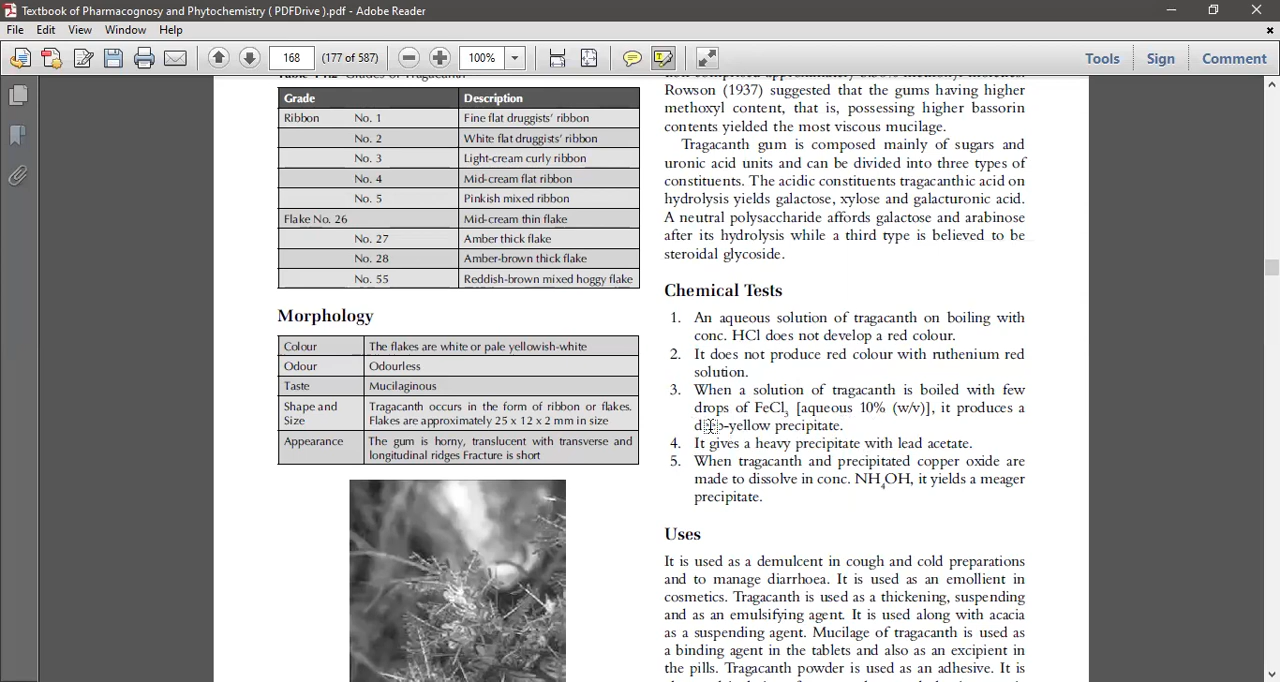 Textbook of Pharmacognosy and Phytochemistry ( PDFDrive ).pdf - Adobe Reader
File Edit View Window Help
168 (177 of 587) 100% Tools Sign Comment
Table 14.2 Grades of Tragacanth
Grade Description
Ribbon No. 1 Fine flat druggists' ribbon
No. 2 White flat druggists' ribbon
No. 3 Light-cream curly ribbon
No. 4 Mid-cream flat ribbon
No. 5 Pinkish mixed ribbon
Flake No. 26 Mid-cream thin flake
No. 27 Amber thick flake
No. 28 Amber-brown thick flake
No. 55 Reddish-brown mixed hoggy flake
Morphology
Colour The flakes are white or pale yellowish-white
Odour Odourless
Taste Mucilaginous
Shape and Size Tragacanth occurs in the form of ribbon or flakes.
Flakes are approximately 25 x 12 x 2 mm in size
Appearance The gum is horny, translucent with transverse and
longitudinal ridges Fracture is short
Rowson (1937) suggested that the gums having higher
methoxyl content, that is, possessing higher bassorin
contents yielded the most viscous mucilage.
Tragacanth gum is composed mainly of sugars and
uronic acid units and can be divided into three types of
constituents. The acidic constituents tragacanthic acid on
hydrolysis yields galactose, xylose and galacturonic acid.
A neutral polysaccharide affords galactose and arabinose
after its hydrolysis while a third type is believed to be
steroidal glycoside.
Chemical Tests
1. An aqueous solution of tragacanth on boiling with
conc. HCl does not develop a red colour.
2. It does not produce red colour with ruthenium red
solution.
3. When a solution of tragacanth is boiled with few
drops of FeCl3 [aqueous 10% (w/v)], it produces a
deep-yellow precipitate.
4. It gives a heavy precipitate with lead acetate.
5. When tragacanth and precipitated copper oxide are
made to dissolve in conc. NH4OH, it yields a meager
precipitate.
Uses
It is used as a demulcent in cough and cold preparations
and to manage diarrhoea. It is used as an emollient in
cosmetics. Tragacanth is used as a thickening, suspending
and as an emulsifying agent. It is used along with acacia
as a suspending agent. Mucilage of tragacanth is used as
a binding agent in the tablets and also as an excipient in
the pills. Tragacanth powder is used as an adhesive. It is